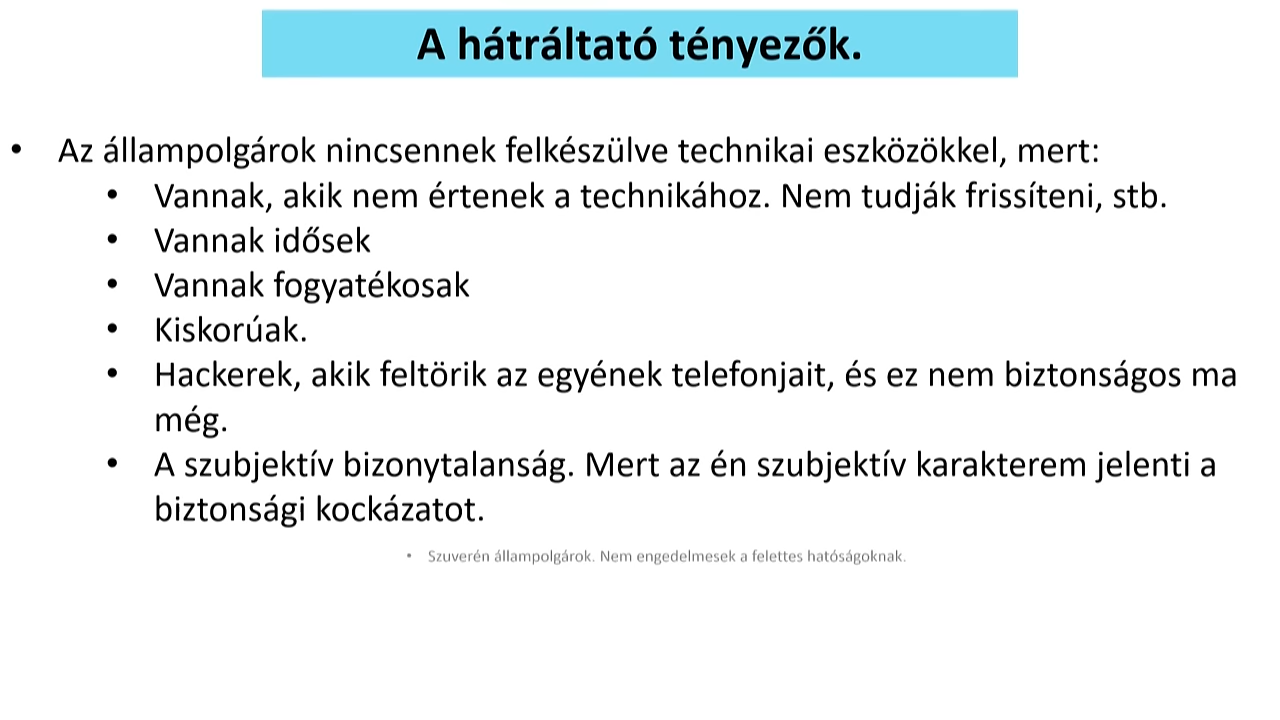 A hátráltató tényezők.
• Az állampolgárok nincsennek felkészülve technikai eszközökkel, mert:
• Vannak, akik nem értenek a technikához. Nem tudják frissíteni, stb.
• Vannak idősek
• Vannak fogyatékosak
• Kiskorúak.
• Hackerek, akik feltörik az egyének telefonjait, és ez nem biztonságos ma
még.
• A szubjektív bizonytalanság. Mert az én szubjektív karakterem jelenti a
biztonsági kockázatot.
• Szuverén állampolgárok. Nem engedelmesek a felettes hatóságoknak.